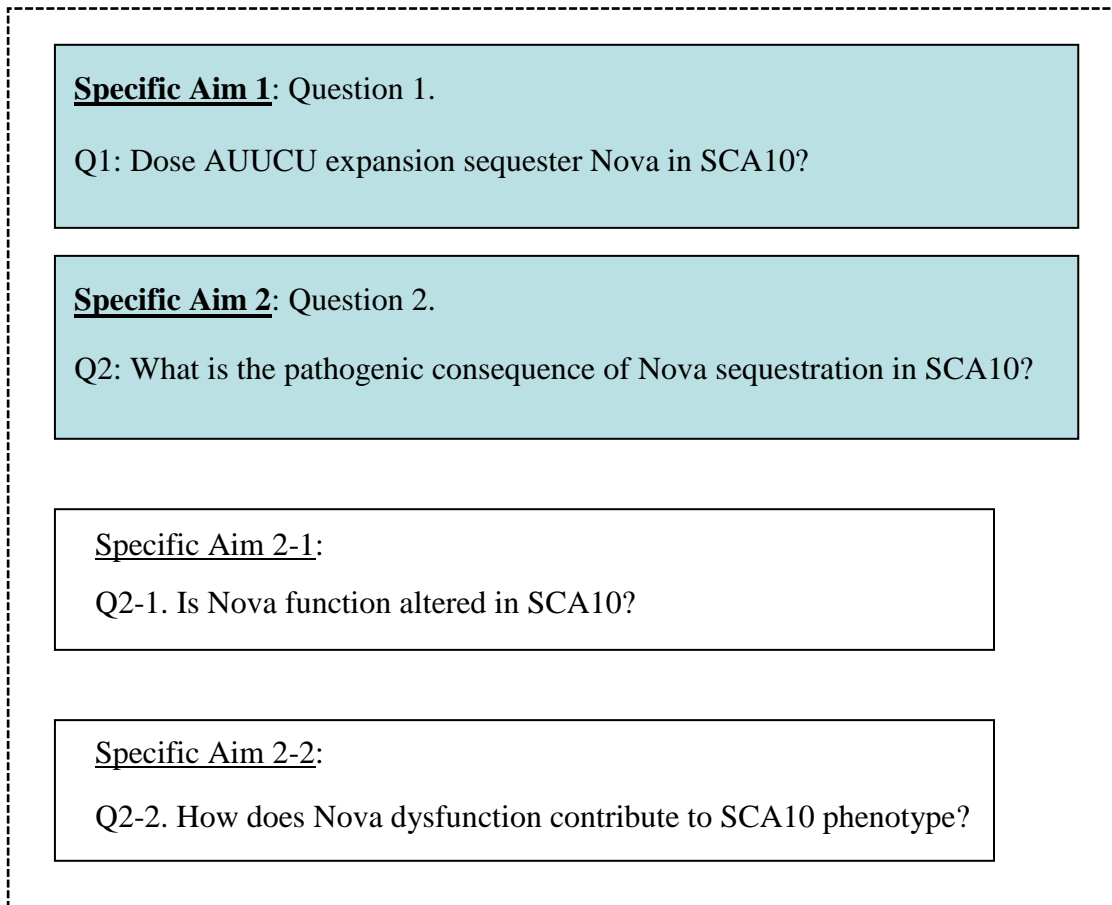 Specific Aim 1: Question 1.
Q1: Dose AUUCU expansion sequester Nova in SCA10?
Specific Aim 2: Question 2.
Q2: What is the pathogenic consequence of Nova sequestration in SCA10?
Specific Aim 2-1:
Q2-1. Is Nova function altered in SCA10?
Specific Aim 2-2:
Q2-2. How does Nova dysfunction contribute to SCA10 phenotype?